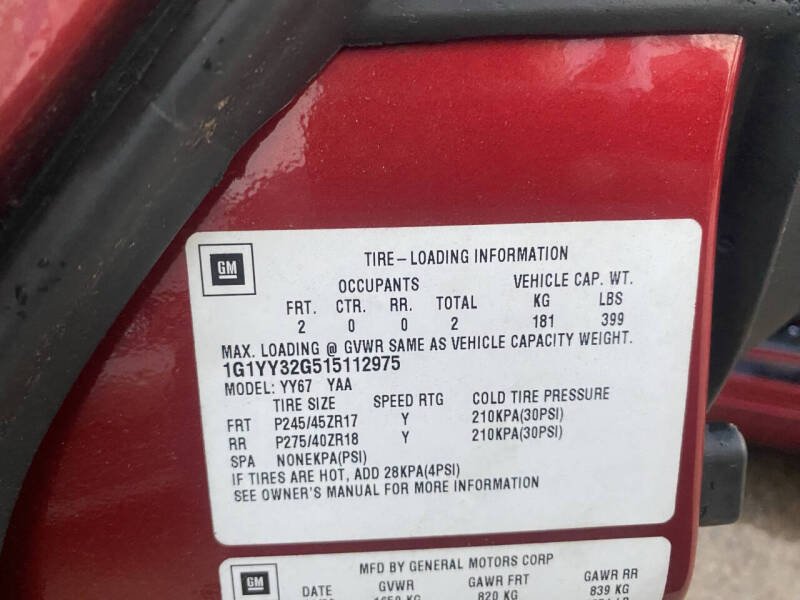 GM
TIRE-LOADING INFORMATION
OCCUPANTS VEHICLE CAP. WT.
FRT. CTR. RR. TOTAL KG LBS
2 0 0 2 181 399
MAX. LOADING @ GVWR SAME AS VEHICLE CAPACITY WEIGHT.
1G1YY32G515112975
MODEL: YY67 YAA
TIRE SIZE SPEED RTG COLD TIRE PRESSURE
FRT P245/45ZR17 Y 210KPA(30PSI)
RR P275/40ZR18 Y 210KPA(30PSI)
SPA NONEKPA(PSI)
IF TIRES ARE HOT, ADD 28KPA(4PSI)
SEE OWNER'S MANUAL FOR MORE INFORMATION
GM
MFD BY GENERAL MOTORS CORP
DATE GVWR GAWR FRT GAWR RR
KG 820 KG 839 KG